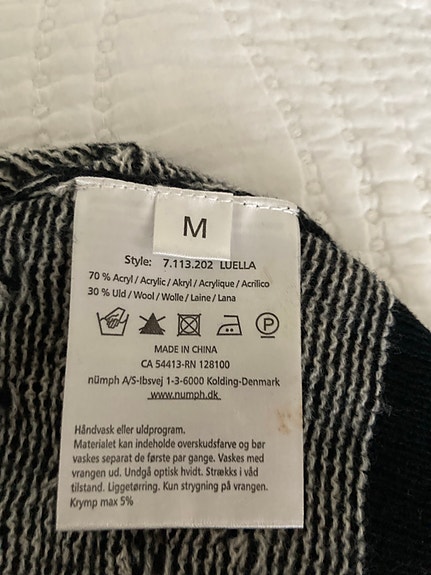 M
Style: 7.113.202 LUELLA
70 % Acryl / Acrylic / Akryl / Acrylique / Acrilico
30 % Uld / Wool / Wolle / Laine / Lana
P
MADE IN CHINA
CA 54413-RN 128100
nümph A/S-Ibsvej 1-3-6000 Kolding-Denmark
www.numph.dk
Håndvask eller uldprogram.
Materialet kan indeholde overskudsfarve og bør
vaskes separat de første par gange. Vaskes med
vrangen ud. Undgå optisk hvidt. Strækks i våd
tilstand. Liggetørring. Kun strygning på vrangen.
Krymp max 5%